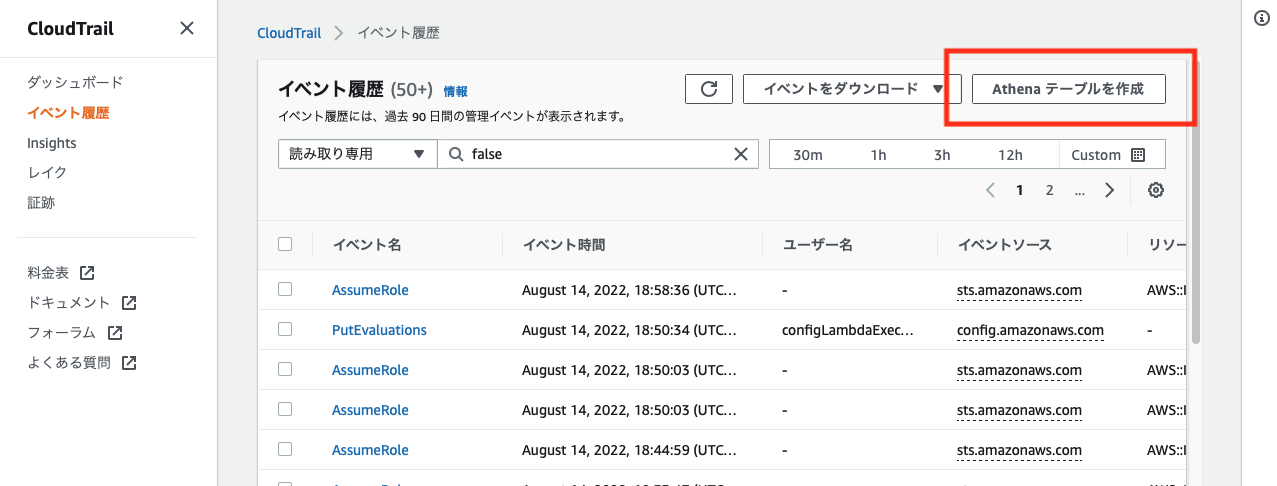 CloudTrail
ダッシュボード
イベント履歴
Insights
レイク
証跡
料金表
ドキュメント
フォーラム
よくある質問
CloudTrail イベント履歴
イベント履歴 (50+) 情報 イベントをダウンロード Athena テーブルを作成
イベント履歴には、過去 90 日間の管理イベントが表示されます。
読み取り専用 false 30m 1h 3h 12h Custom
1 2 ...
イベント名 イベント時間 ユーザー名 イベントソース リソー
AssumeRole August 14, 2022, 18:58:36 (UTC... - sts.amazonaws.com AWS::
PutEvaluations August 14, 2022, 18:50:34 (UTC... configLambdaExec... config.amazonaws.com -
AssumeRole August 14, 2022, 18:50:03 (UTC... - sts.amazonaws.com AWS::
AssumeRole August 14, 2022, 18:50:03 (UTC... - sts.amazonaws.com AWS::
AssumeRole August 14, 2022, 18:44:59 (UTC... - sts.amazonaws.com AWS::